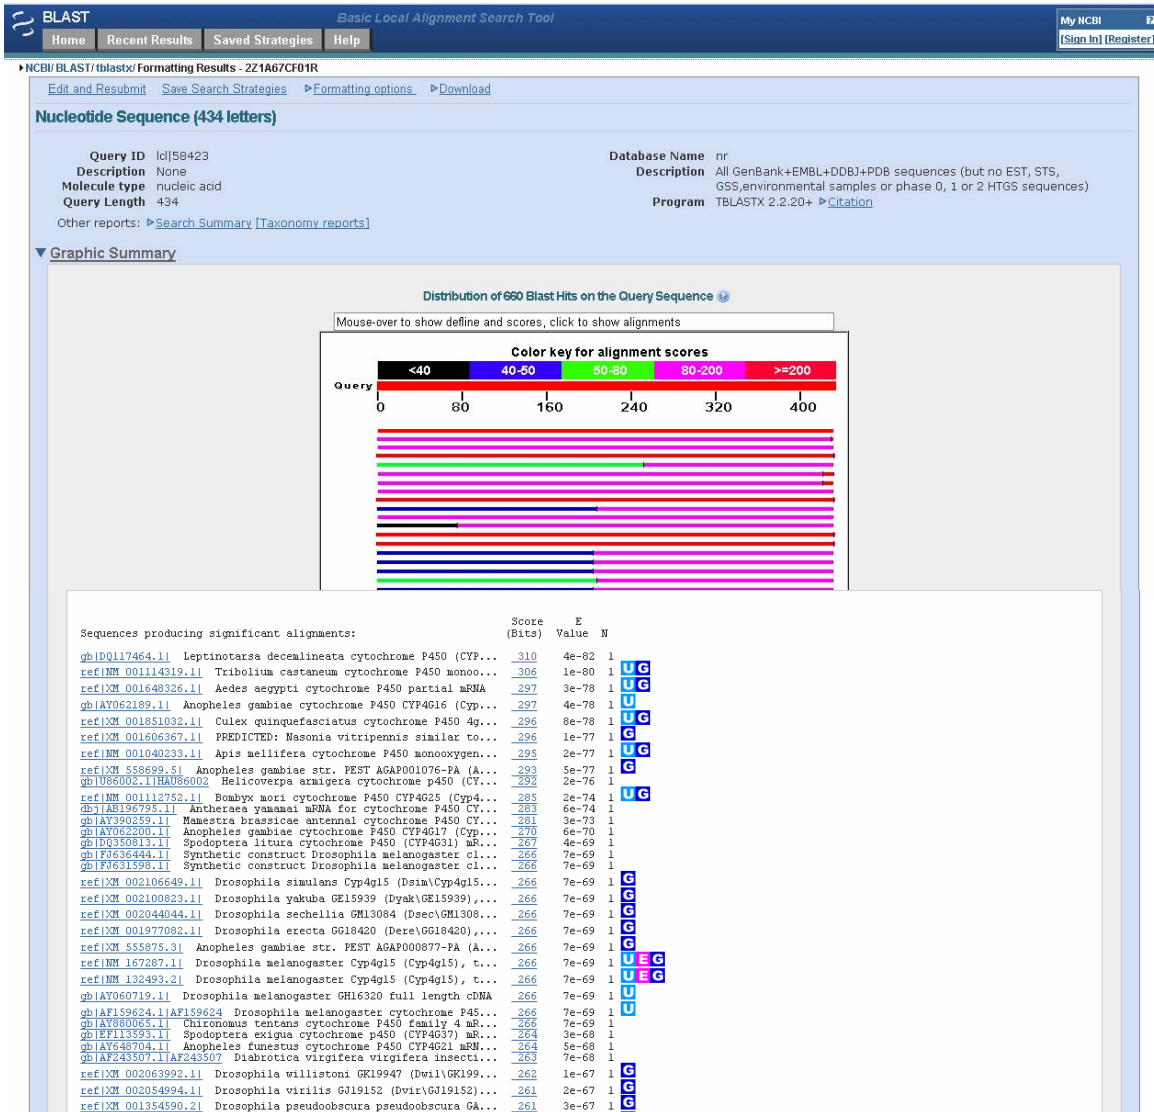 BLAST Basic Local Alignment Search Tool
My NCBI ?
Home Recent Results Saved Strategies Help
[Sign In] [Register]
NCBI/ BLAST/ tblastx/ Formatting Results - 2Z1A67CF01R
Edit and Resubmit Save Search Strategies Formatting options Download
Nucleotide Sequence (434 letters)
Query ID lcl|58423
Description None
Molecule type nucleic acid
Query Length 434
Database Name nr
Description All GenBank+EMBL+DDBJ+PDB sequences (but no EST, STS,
GSS,environmental samples or phase 0, 1 or 2 HTGS sequences)
Program TBLASTX 2.2.20+ Citation
Other reports: Search Summary [Taxonomy reports]
Graphic Summary
Distribution of 660 Blast Hits on the Query Sequence
Mouse-over to show defline and scores, click to show alignments
Color key for alignment scores
<40 40-50 50-80 80-200 >=200
Query
0 80 160 240 320 400
Score E
Sequences producing significant alignments: (Bits) Value N
gb|DQ117464.1| Leptinotarsa decemlineata cytochrome P450 (CYP... 310 4e-82 1
ref|NM_001114319.1| Tribolium castaneum cytochrome P450 monoo... 306 1e-80 1 U G
ref|XM_001648326.1| Aedes aegypti cytochrome P450 partial mRNA 297 3e-78 1 U G
gb|AY062189.1| Anopheles gambiae cytochrome P450 CYP4G16 (Cyp... 297 4e-78 1 U
ref|XM_001851032.1| Culex quinquefasciatus cytochrome P450 4g... 296 8e-78 1 U G
ref|XM_001606367.1| PREDICTED: Nasonia vitripennis similar to... 296 1e-77 1 G
ref|NM_001040233.1| Apis mellifera cytochrome P450 monooxygen... 295 2e-77 1 U G
ref|XM_558699.5| Anopheles gambiae str. PEST AGAP001076-PA (A... 293 5e-77 1 G
gb|U86002.1|HAU86002 Helicoverpa armigera cytochrome p450 (CY... 292 2e-76 1
ref|NM_001112752.1| Bombyx mori cytochrome P450 CYP4G25 (Cyp4... 285 2e-74 1 U G
dbj|AB196795.1| Antheraea yamamai mRNA for cytochrome P450 CY... 283 6e-74 1
gb|AY390259.1| Mamestra brassicae antennal cytochrome P450 CY... 281 3e-73 1
gb|AY062200.1| Anopheles gambiae cytochrome P450 CYP4G17 (Cyp... 270 6e-70 1
gb|DQ350813.1| Spodoptera litura cytochrome P450 (CYP4G31) mR... 267 4e-69 1
gb|FJ636444.1| Synthetic construct Drosophila melanogaster cl... 266 7e-69 1
gb|FJ631598.1| Synthetic construct Drosophila melanogaster cl... 266 7e-69 1
ref|XM_002106649.1| Drosophila simulans Cyp4g15 (Dsim\Cyp4g15... 266 7e-69 1 G
ref|XM_002100823.1| Drosophila yakuba GE15939 (Dyak\GE15939),... 266 7e-69 1 G
ref|XM_002044044.1| Drosophila sechellia GM13084 (Dsec\GM1308... 266 7e-69 1 G
ref|XM_001977082.1| Drosophila erecta GG18420 (Dere\GG18420),... 266 7e-69 1 G
ref|XM_555875.3| Anopheles gambiae str. PEST AGAP000877-PA (A... 266 7e-69 1 G
ref|NM_167287.1| Drosophila melanogaster Cyp4g15 (Cyp4g15), t... 266 7e-69 1 U E G
ref|NM_132493.2| Drosophila melanogaster Cyp4g15 (Cyp4g15), t... 266 7e-69 1 U E G
gb|AY060719.1| Drosophila melanogaster GH16320 full length cDNA 266 7e-69 1 U
gb|AF159624.1|AF159624 Drosophila melanogaster cytochrome P45... 266 7e-69 1 U
gb|AY880065.1| Chironomus tentans cytochrome P450 family 4 mR... 266 7e-69 1
gb|EF113593.1| Spodoptera exigua cytochrome p450 (CYP4G37) mR... 264 3e-68 1
gb|AY648704.1| Anopheles funestus cytochrome P450 CYP4G21 mRN... 264 5e-68 1
gb|AF243507.1|AF243507 Diabrotica virgifera virgifera insecti... 263 7e-68 1
ref|XM_002063992.1| Drosophila willistoni GK19947 (Dwil\GK199... 262 1e-67 1 G
ref|XM_002054994.1| Drosophila virilis GJ19152 (Dvir\GJ19152)... 261 2e-67 1 G
ref|XM_001354590.2| Drosophila pseudoobscura pseudoobscura GA... 261 3e-67 1 G